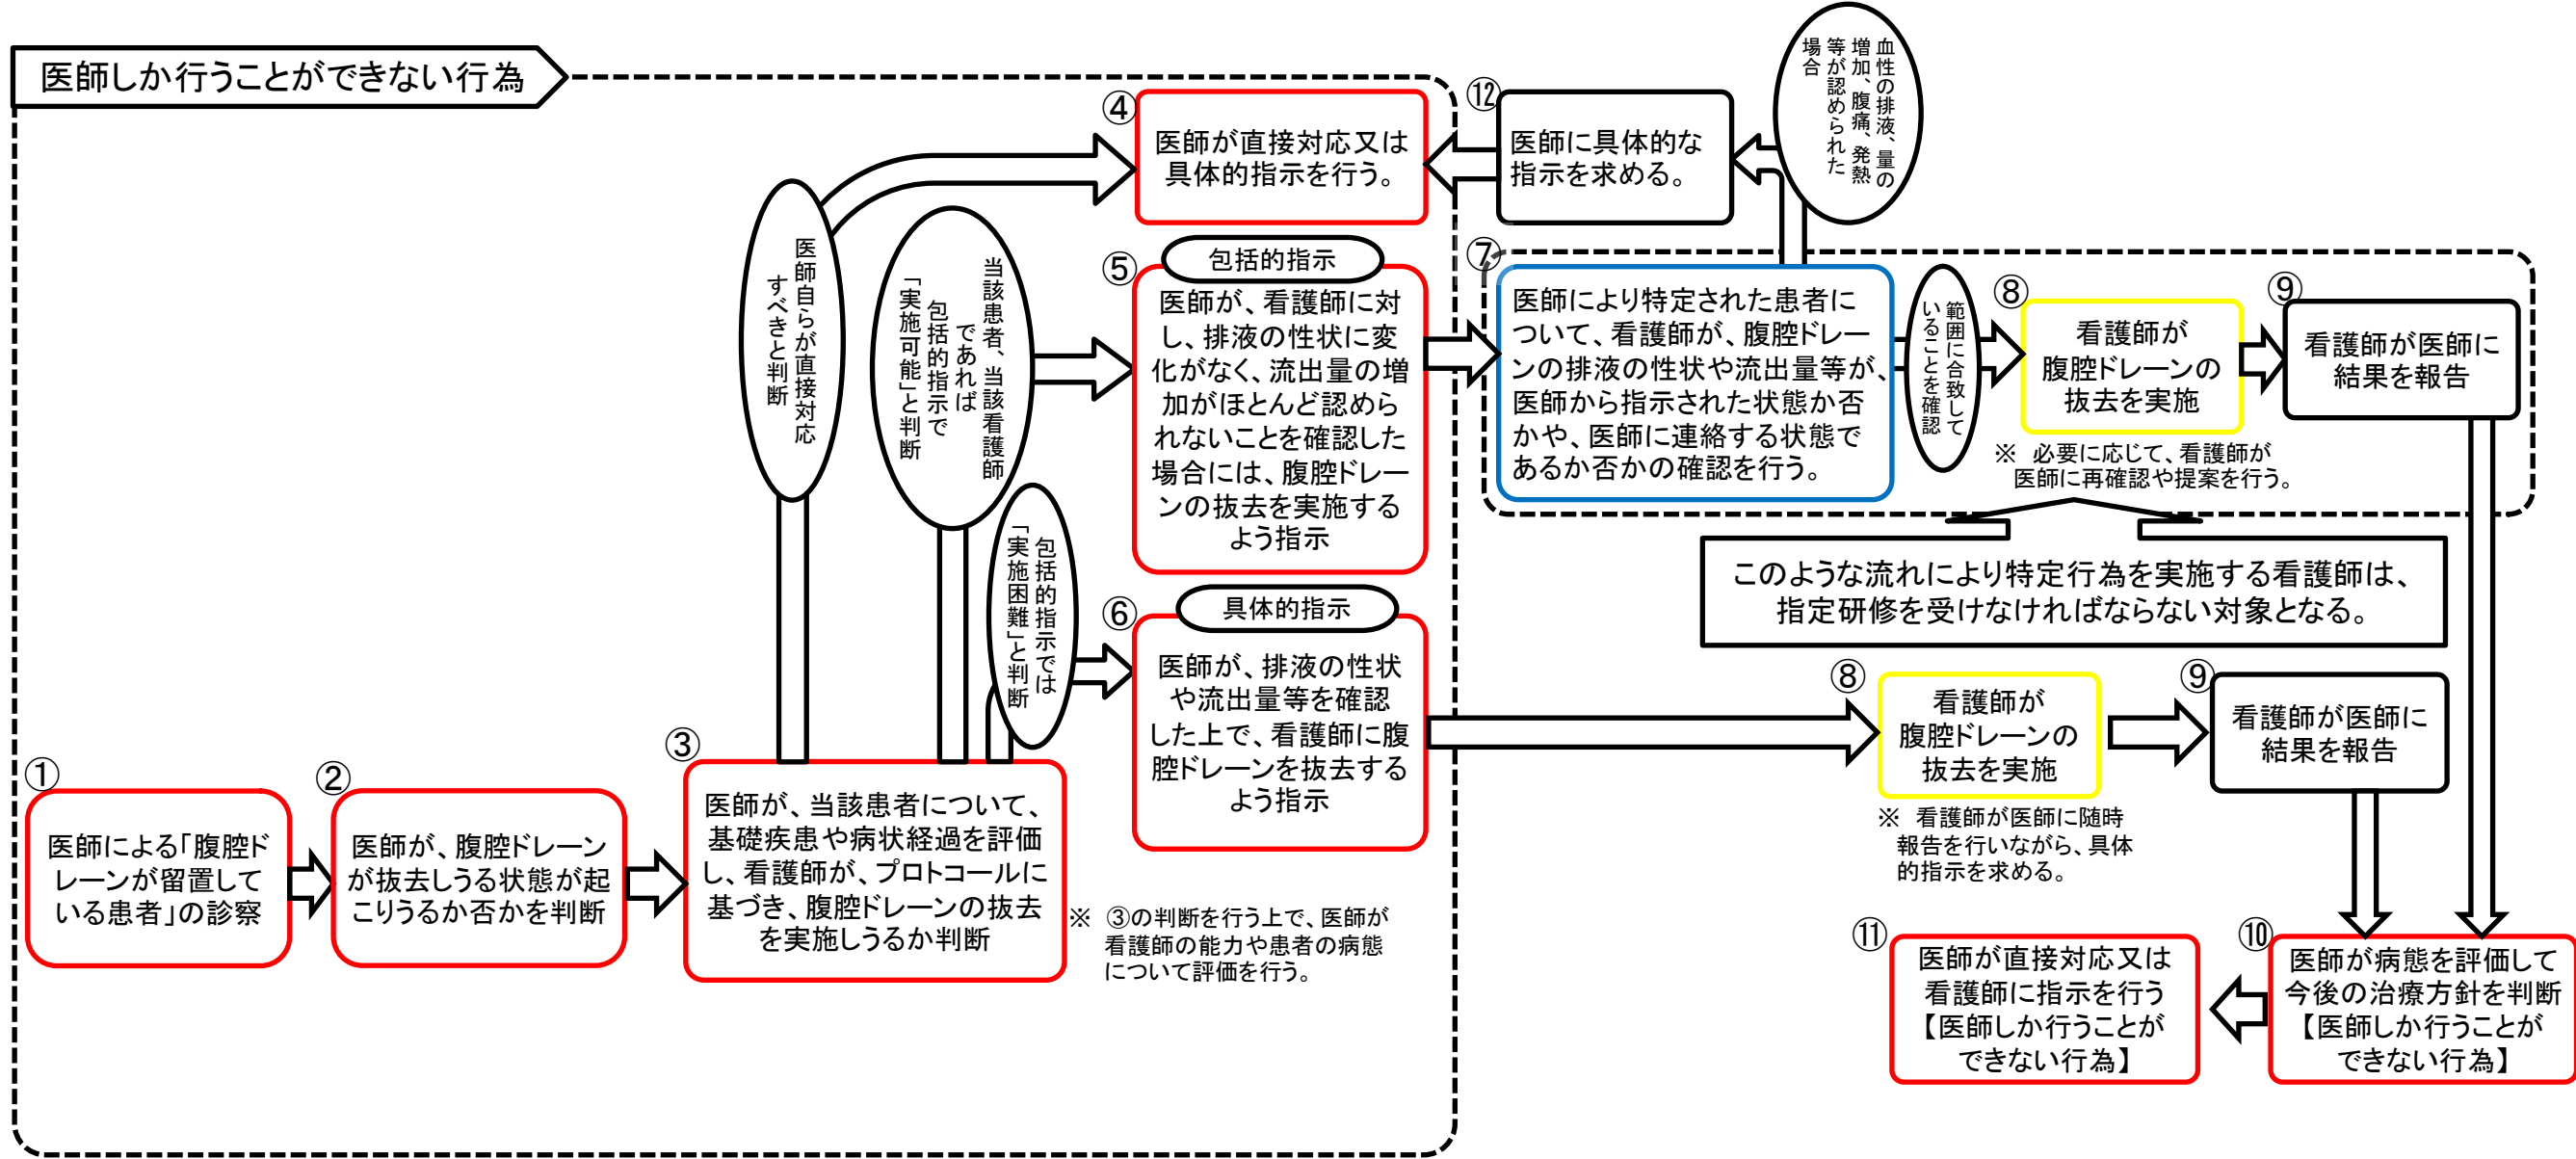 医師しか行うことができない行為
①
医師による「腹腔ド
レーンが留置して
いる患者」の診察
②
医師が、腹腔ドレーン
が抜去しうる状態が起
こりうるか否かを判断
③
医師が、当該患者について、
基礎疾患や病状経過を評価
し、看護師が、プロトコールに
基づき、腹腔ドレーンの抜去
を実施しうるか判断
※ ③の判断を行う上で、医師が
看護師の能力や患者の病態
について評価を行う。
医師自らが直接対応
すべきと判断
当該患者、当該看護師
であれば
包括的指示で
「実施可能」と判断
包括的指示では
「実施困難」と判断
④
医師が直接対応又は
具体的指示を行う。
⑤
包括的指示
医師が、看護師に対
し、排液の性状に変
化がなく、流出量の増
加がほとんど認めら
れないことを確認した
場合には、腹腔ドレー
ンの抜去を実施する
よう指示
⑥
具体的指示
医師が、排液の性状
や流出量等を確認
した上で、看護師に腹
腔ドレーンを抜去する
よう指示
⑫
医師に具体的な
指示を求める。
血性の排液、量の
増加、腹痛、発熱
等が認められた
場合
⑦
医師により特定された患者に
ついて、看護師が、腹腔ドレー
ンの排液の性状や流出量等が、
医師から指示された状態か否
かや、医師に連絡する状態で
あるか否かの確認を行う。
範囲に合致して
いることを確認
⑧
看護師が
腹腔ドレーンの
抜去を実施
※ 必要に応じて、看護師が
医師に再確認や提案を行う。
⑨
看護師が医師に
結果を報告
このような流れにより特定行為を実施する看護師は、
指定研修を受けなければならない対象となる。
⑧
看護師が
腹腔ドレーンの
抜去を実施
※ 看護師が医師に随時
報告を行いながら、具体
的指示を求める。
⑨
看護師が医師に
結果を報告
⑩
医師が病態を評価して
今後の治療方針を判断
【医師しか行うことが
できない行為】
⑪
医師が直接対応又は
看護師に指示を行う
【医師しか行うことが
できない行為】